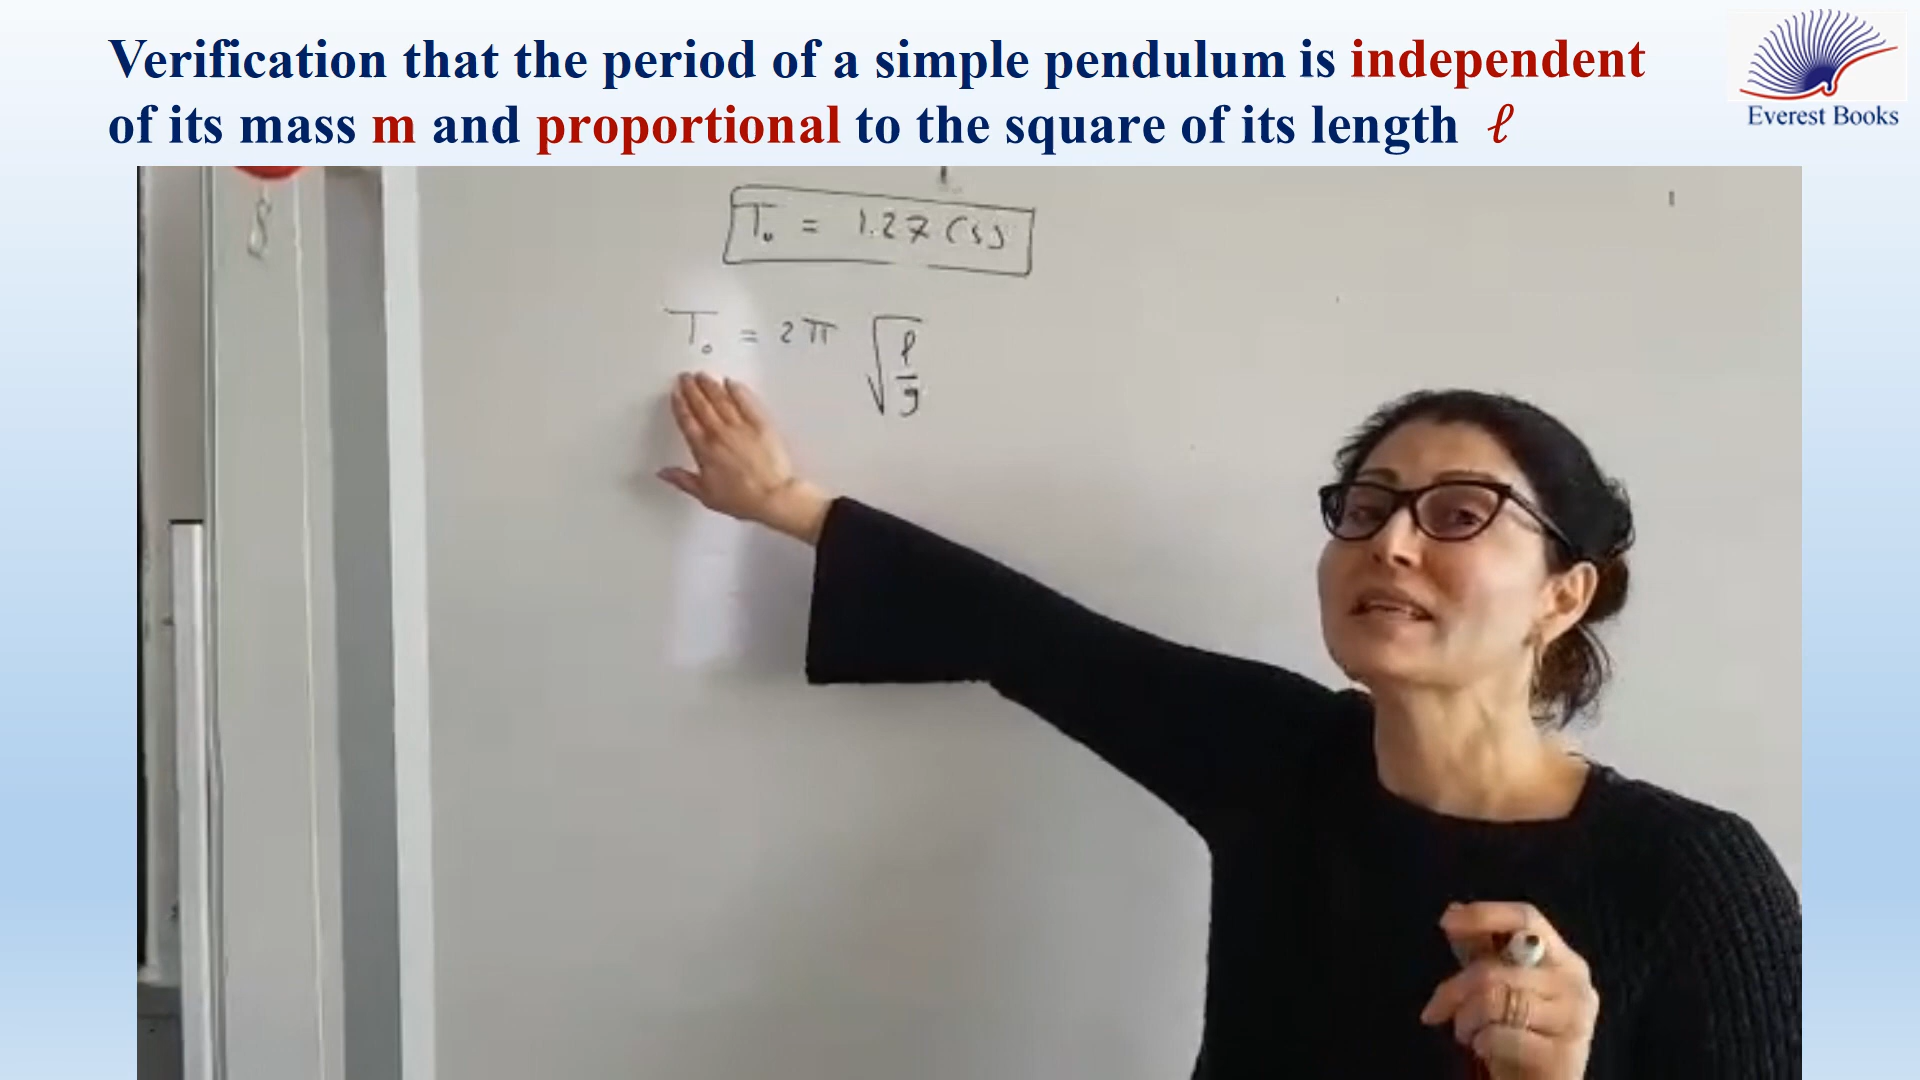 Verification that the period of a simple pendulum is independent
of its mass m and proportional to the square of its length ℓ
Everest Books
T₀ = 1.27 (s)
T₀ = 2π √(ℓ/g)